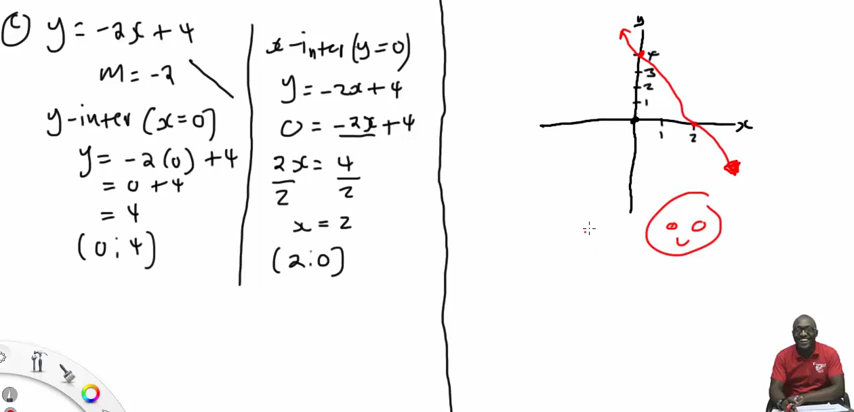 c) y = -2x + 4
m = -2
y-inter (x=0)
y = -2(0) + 4
= 0 + 4
= 4
(0 ; 4)
x-inter (y=0)
y = -2x + 4
0 = -2x + 4
2x = 4
2 2
x = 2
(2 ; 0)
y
4
3
2
1
1 2
x